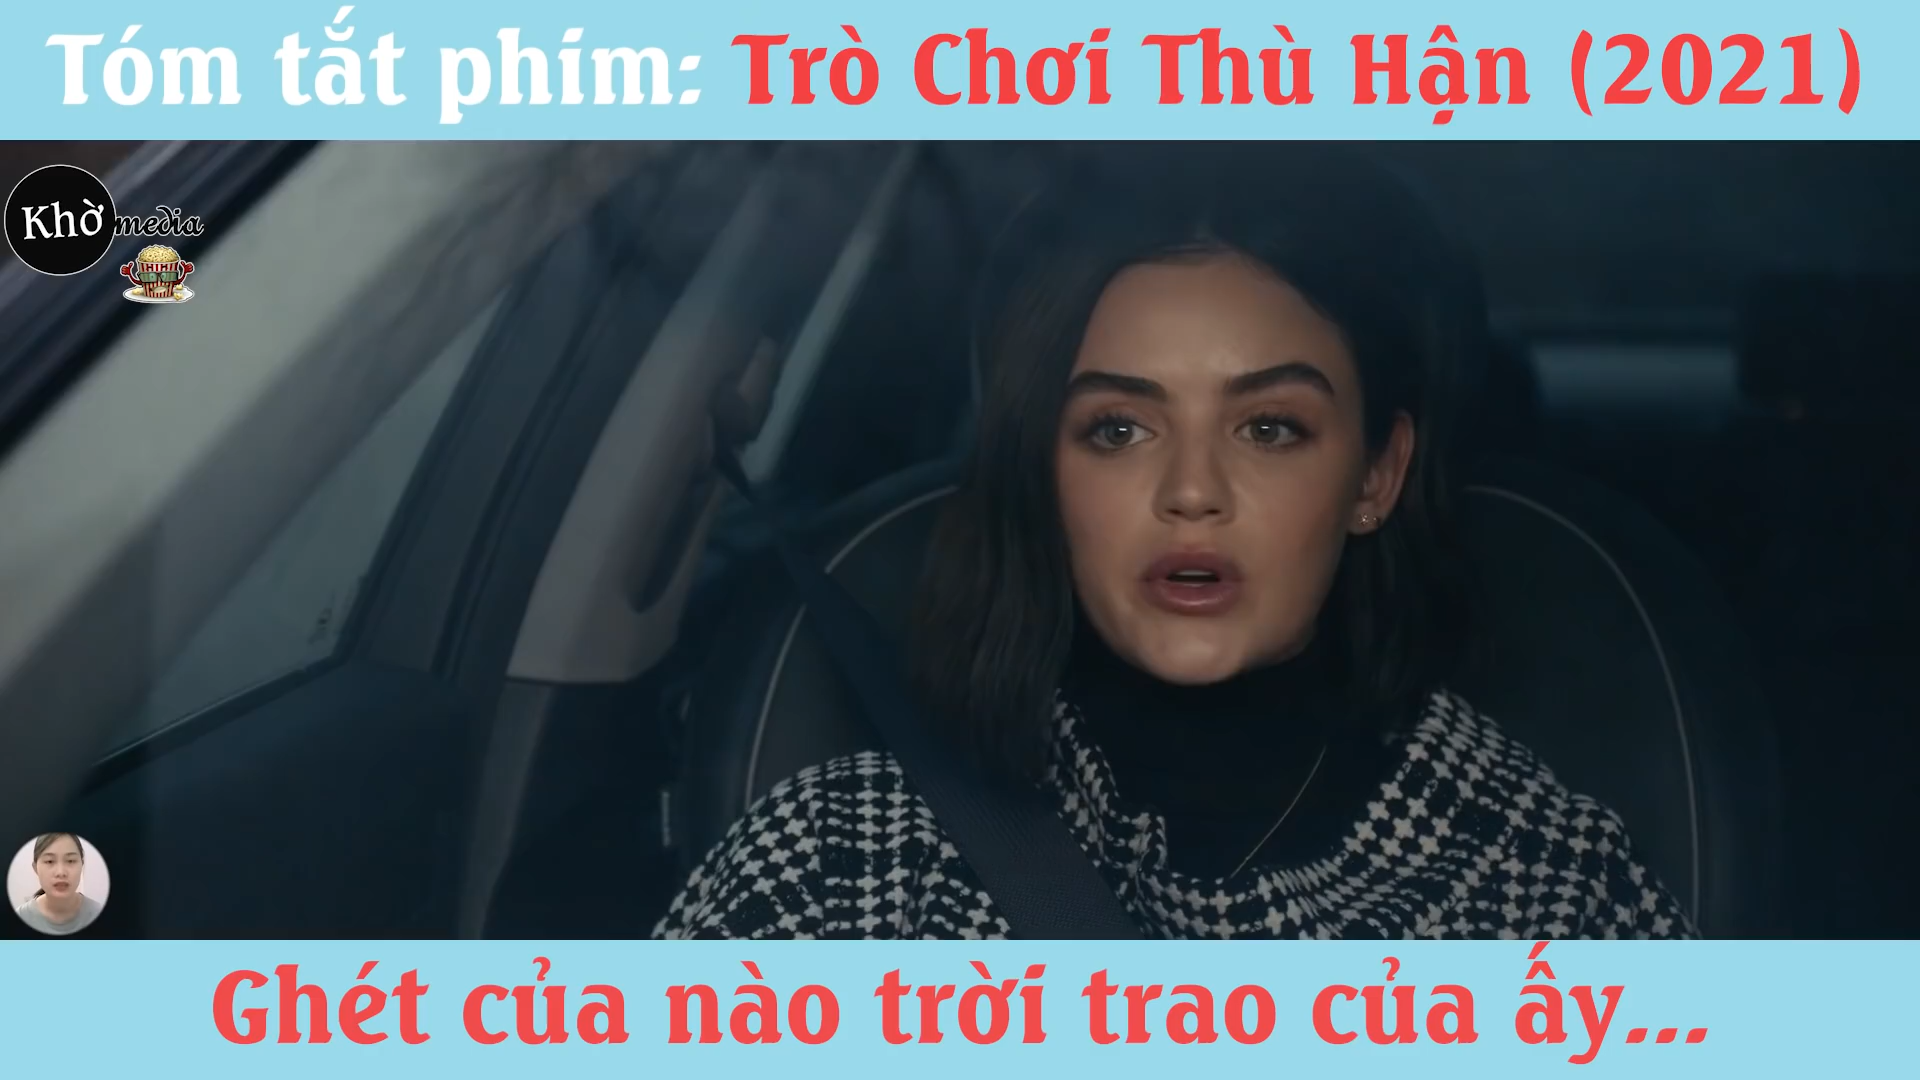 Tóm tắt phim: Trò Chơi Thù Hận (2021)
Khờ media
Ghét của nào trời trao của ấy...